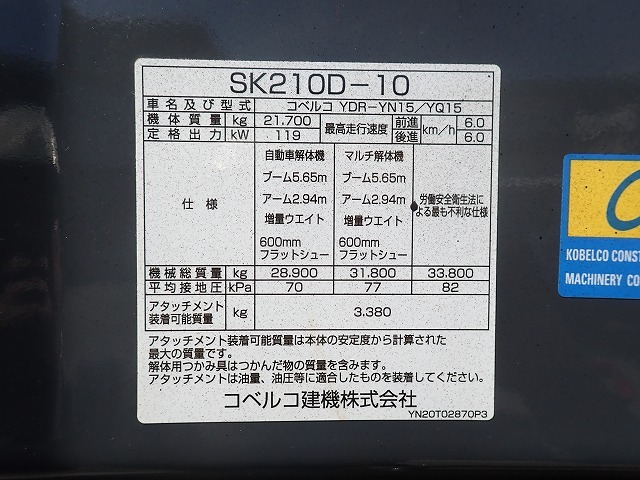 SK210D-10
車名及び型式 コベルコ YDR-YN15/YQ15
機体質量 kg 21.700 最高走行速度 前進 km/h 6.0
定格出力 kW 119 後進 6.0
仕様
自動車解体機
ブーム5.65m
アーム2.94m
増量ウエイト
600mm
フラットシュー
マルチ解体機
ブーム5.65m
アーム2.94m
増量ウエイト
600mm
フラットシュー
労働安全衛生法に
よる最も不利な仕様
機械総質量 kg 28.900 31.800 33.800
平均接地圧 kPa 70 77 82
アタッチメント
装着可能質量 kg 3.380
アタッチメント装着可能質量は本体の安定度から計算された
最大の質量です。
解体用つかみ具はつかんだ物の質量を含みます。
アタッチメントは油量、油圧等に適合したものを装着してください。
コベルコ建機株式会社
YN20T02870P3
KOBELCO CONST
MACHINERY CO